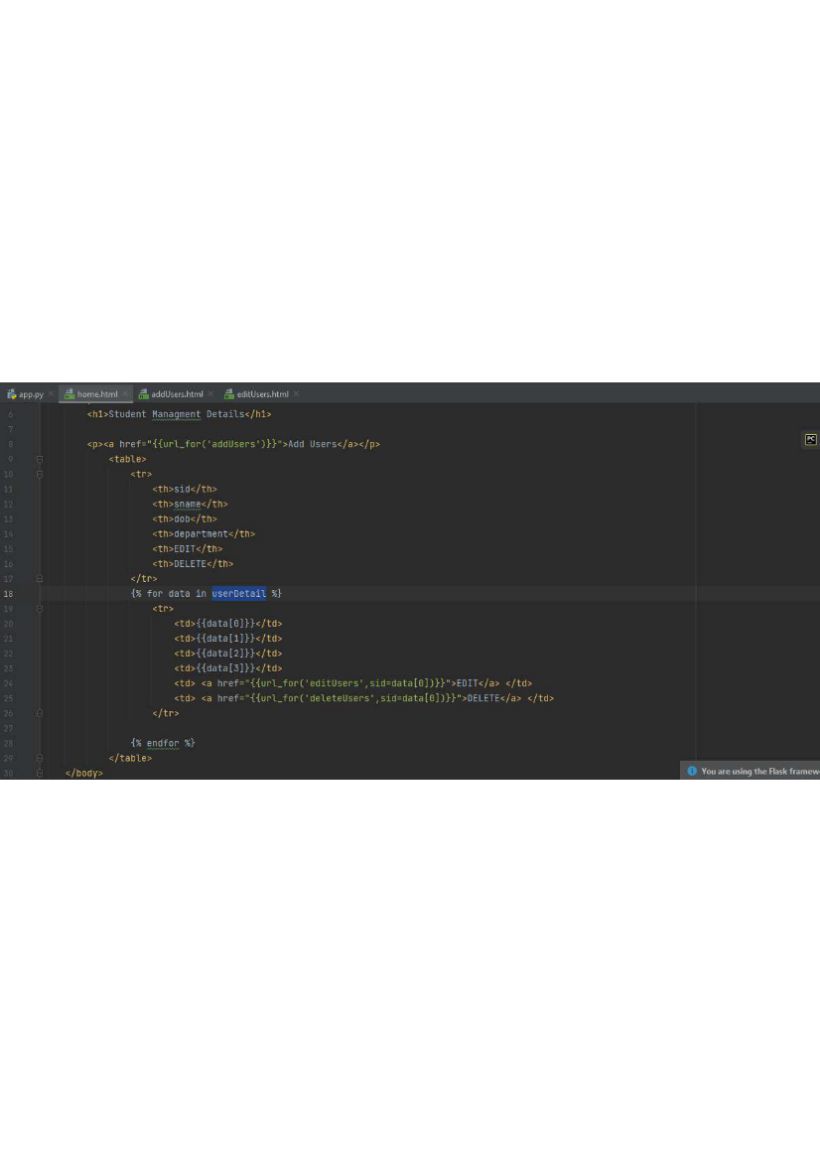 app.py home.html addUsers.html editUsers.html
6 <h1>Student Managment Details</h1>
7
8 <p><a href="{{url_for('addUsers')}}">Add Users</a></p>
PC
9 <table>
10 <tr>
11 <th>sid</th>
12 <th>sname</th>
13 <th>dob</th>
14 <th>department</th>
15 <th>EDIT</th>
16 <th>DELETE</th>
17 </tr>
18 {% for data in userDetail %}
19 <tr>
20 <td>{{data[0]}}</td>
21 <td>{{data[1]}}</td>
22 <td>{{data[2]}}</td>
23 <td>{{data[3]}}</td>
24 <td> <a href="{{url_for('editUsers',sid=data[0])}}">EDIT</a> </td>
25 <td> <a href="{{url_for('deleteUsers',sid=data[0])}}">DELETE</a> </td>
26 </tr>
27
28 {% endfor %}
29 </table>
30 </body>
You are using the Flask framew